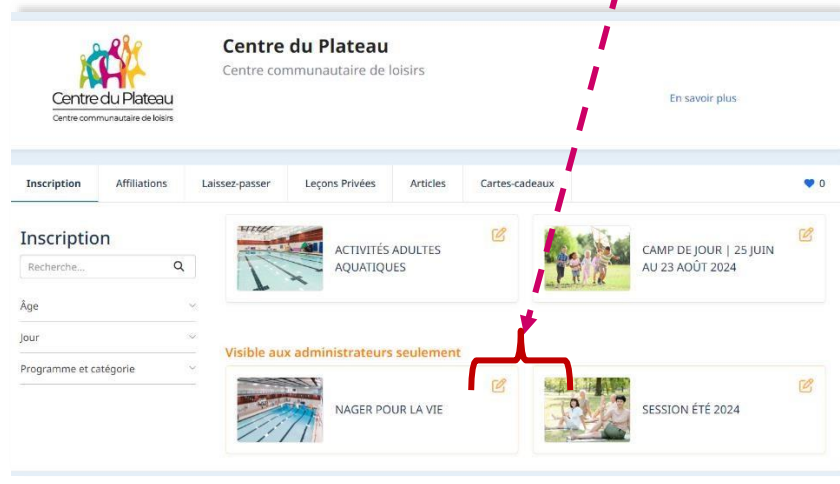 Centre du Plateau
Centre communautaire de loisirs
Centre du Plateau
Centre communautaire de loisirs
En savoir plus
Inscription Affiliations Laissez-passer Leçons Privées Articles Cartes-cadeaux 0
Inscription
Recherche...
Âge
Jour
Programme et catégorie
ACTIVITÉS ADULTES
AQUATIQUES
CAMP DE JOUR | 25 JUIN
AU 23 AOÛT 2024
Visible aux administrateurs seulement
NAGER POUR LA VIE
SESSION ÉTÉ 2024